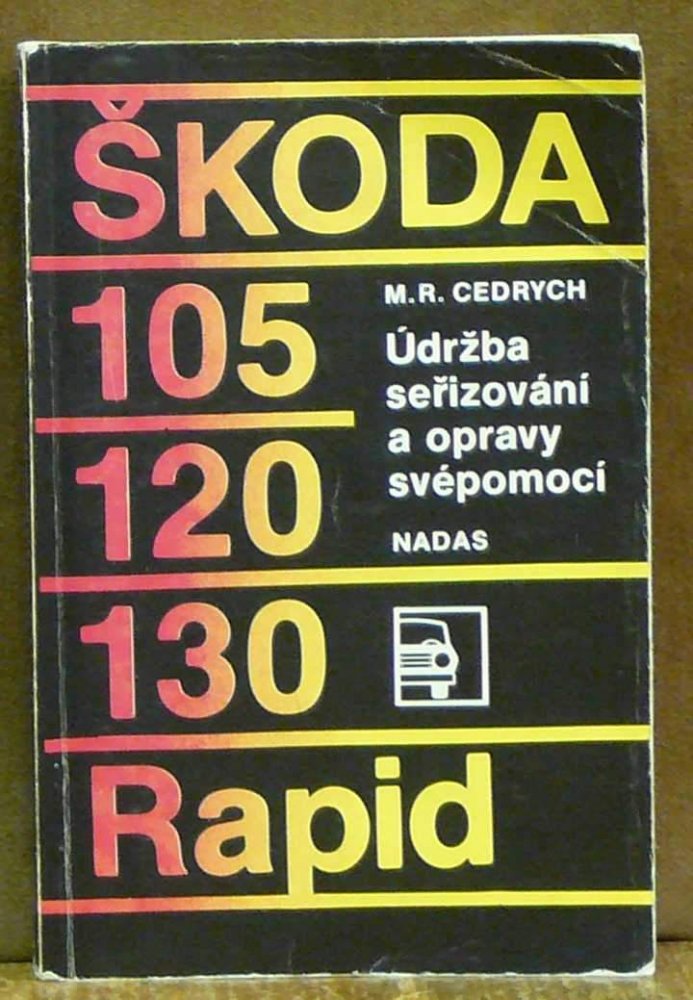 ŠKODA
105
M.R. CEDRYCH
Údržba
seřizování
a opravy
svépomocí
120
NADAS
130
Rapid